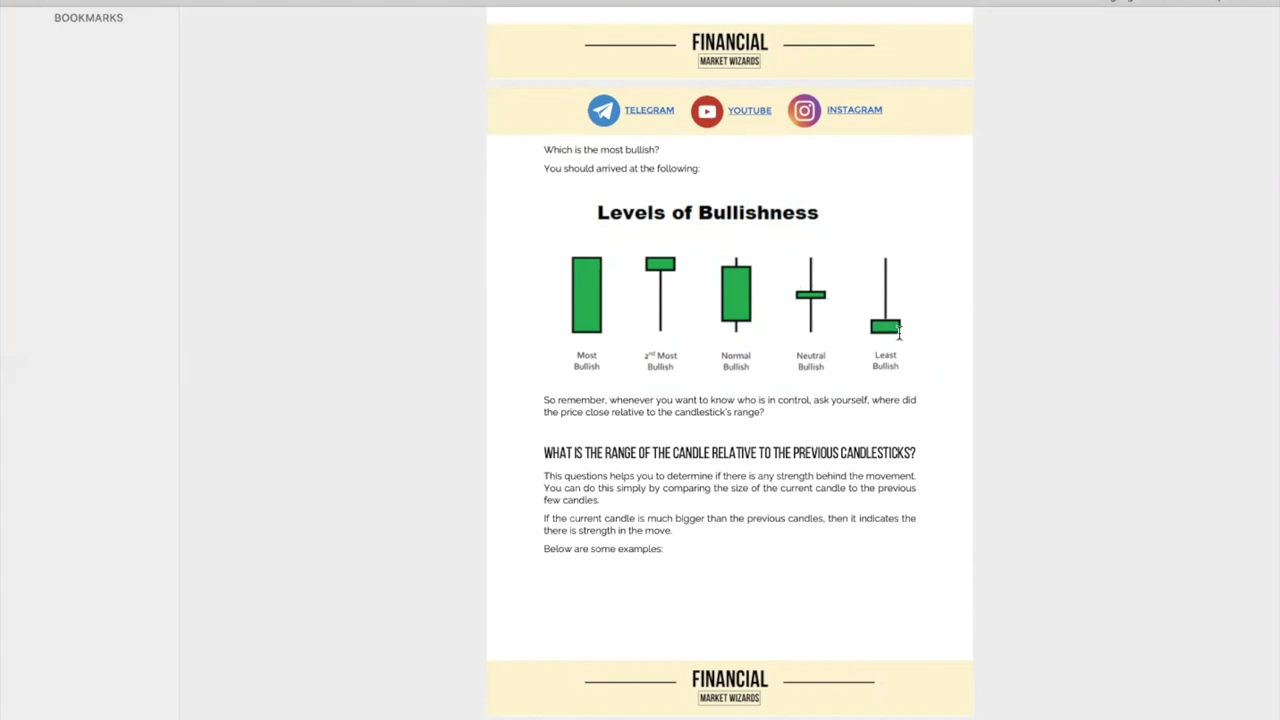 BOOKMARKS
FINANCIAL
MARKET WIZARDS
TELEGRAM YOUTUBE INSTAGRAM
Which is the most bullish?
You should arrived at the following:
Levels of Bullishness
Most 2nd Most Normal Neutral Least
Bullish Bullish Bullish Bullish Bullish
So remember, whenever you want to know who is in control, ask yourself, where did
the price close relative to the candlestick's range?
WHAT IS THE RANGE OF THE CANDLE RELATIVE TO THE PREVIOUS CANDLESTICKS?
This questions helps you to determine if there is any strength behind the movement.
You can do this simply by comparing the size of the current candle to the previous
few candles.
If the current candle is much bigger than the previous candles, then it indicates the
there is strength in the move.
Below are some examples:
FINANCIAL
MARKET WIZARDS